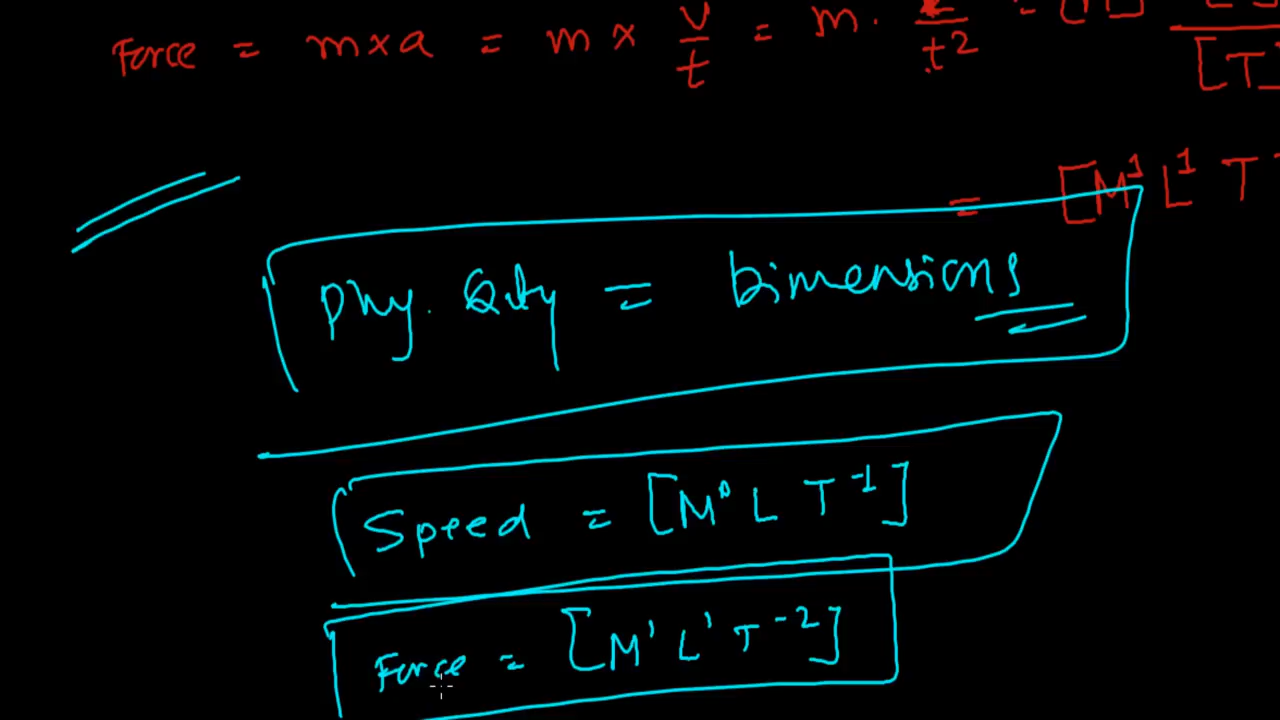 Force = m x a = m x v/t = m . /t² = [M] /[T]
= [M¹ L¹ T
Phy. Qty = Dimensions
Speed = [M⁰ L T⁻¹]
Force = [M¹ L¹ T⁻²]